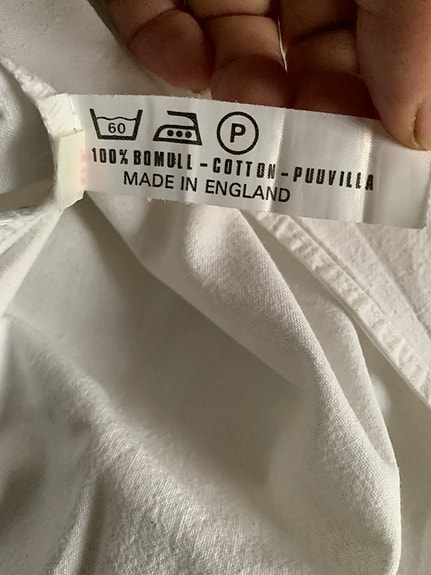 60 P
100% BOMULL - COTTON - PUUVILLA
MADE IN ENGLAND